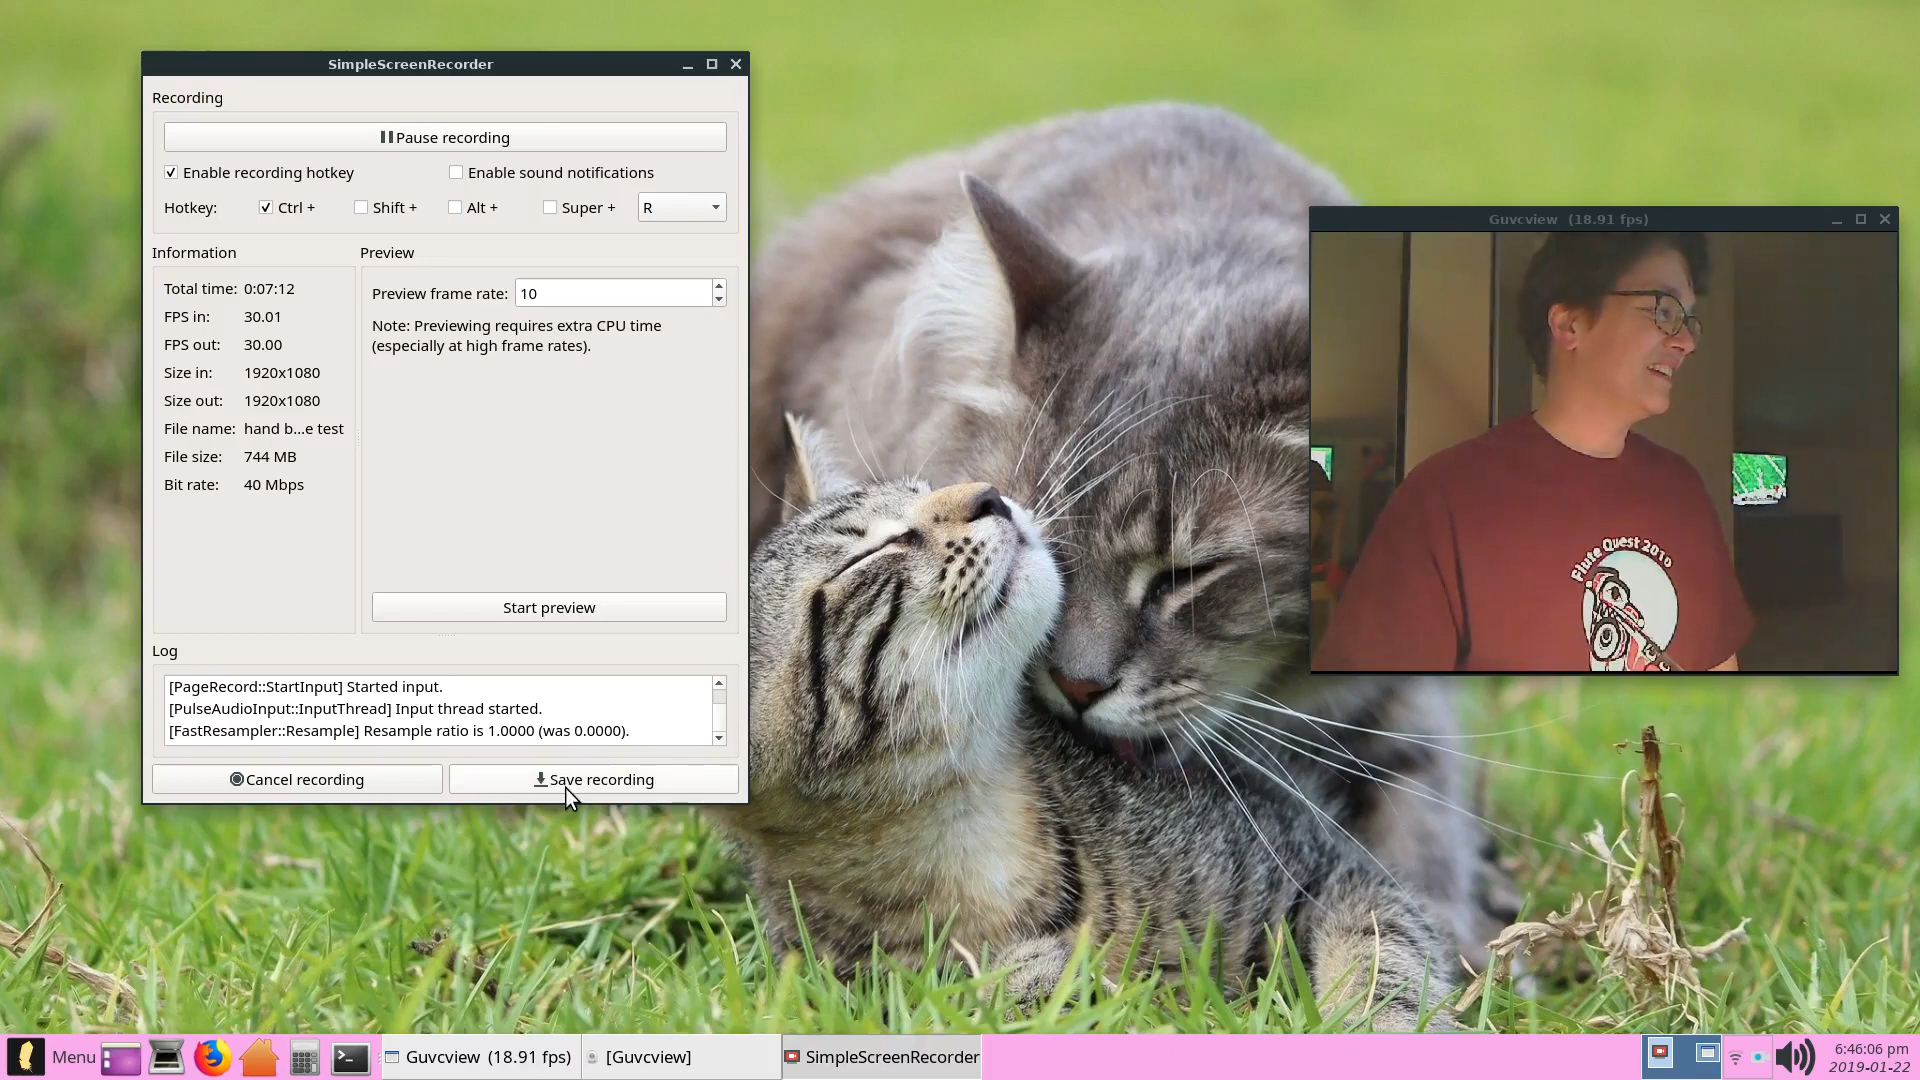 SimpleScreenRecorder
Recording
Pause recording
Enable recording hotkey
Enable sound notifications
Hotkey: Ctrl + Shift + Alt + Super + R
Information
Total time: 0:07:12
FPS in: 30.01
FPS out: 30.00
Size in: 1920x1080
Size out: 1920x1080
File name: hand b...e test
File size: 744 MB
Bit rate: 40 Mbps
Preview
Preview frame rate: 10
Note: Previewing requires extra CPU time
(especially at high frame rates).
Start preview
Log
[PageRecord::StartInput] Started input.
[PulseAudioInput::InputThread] Input thread started.
[FastResampler::Resample] Resample ratio is 1.0000 (was 0.0000).
Cancel recording
Save recording
Guvcview (18.91 fps)
Flute Quest 2016
Menu
Guvcview (18.91 fps)
[Guvcview]
SimpleScreenRecorder
6:46:06 pm
2019-01-22